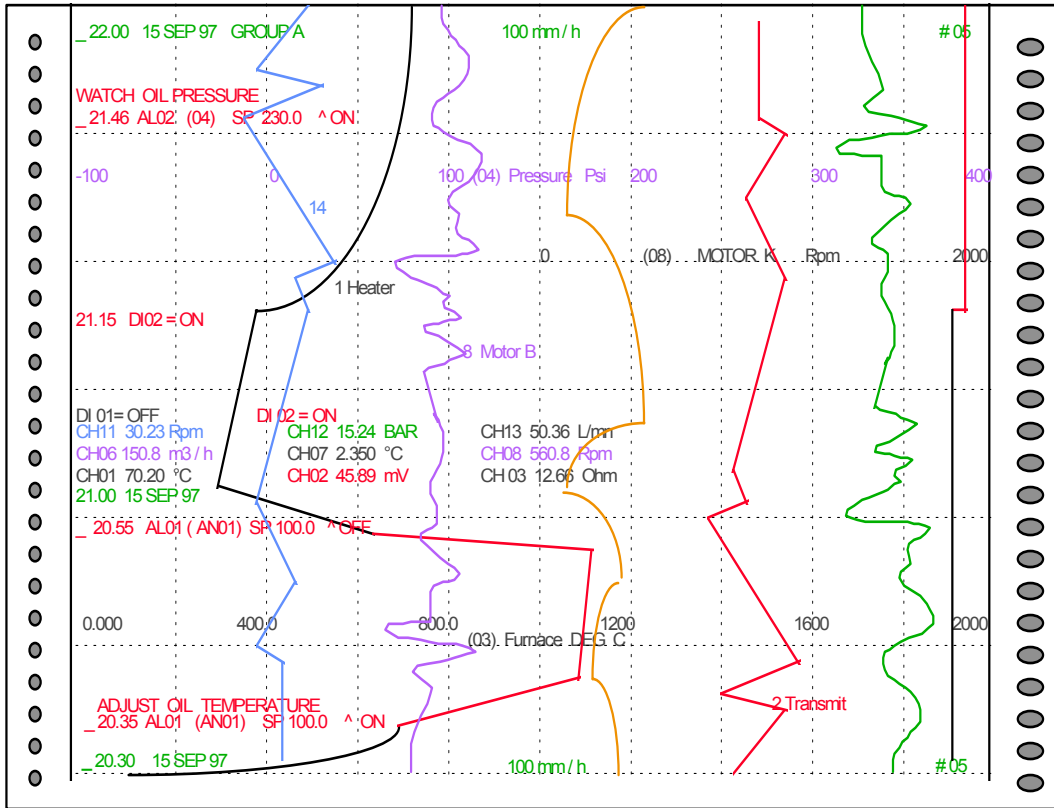 _ 22.00 15 SEP 97 GROUP A 100 mm / h # 05
WATCH OIL PRESSURE
_ 21.46 AL02 (04) SP 230.0 ^ ON
-100 0 100 (04) Pressure Psi 200 300 400
14
0 (08) MOTOR K Rpm 2000
1 Heater
21.15 DI02 = ON
8 Motor B
DI 01= OFF DI 02 = ON
CH11 30.23 Rpm CH12 15.24 BAR CH13 50.36 L/mn
CH06 150.8 m3 / h CH07 2.350 °C CH08 560.8 Rpm
CH01 70.20 °C CH02 45.89 mV CH 03 12.66 Ohm
21.00 15 SEP 97
_ 20.55 AL01 ( AN01) SP 100.0 ^ OFF
0.000 400.0 800.0 1200 1600 2000
(03). Furnace DEG C
ADJUST OIL TEMPERATURE
2 Transmit
_ 20.35 AL01 (AN01) SP 100.0 ^ ON
_ 20.30 15 SEP 97 100 mm / h # 05